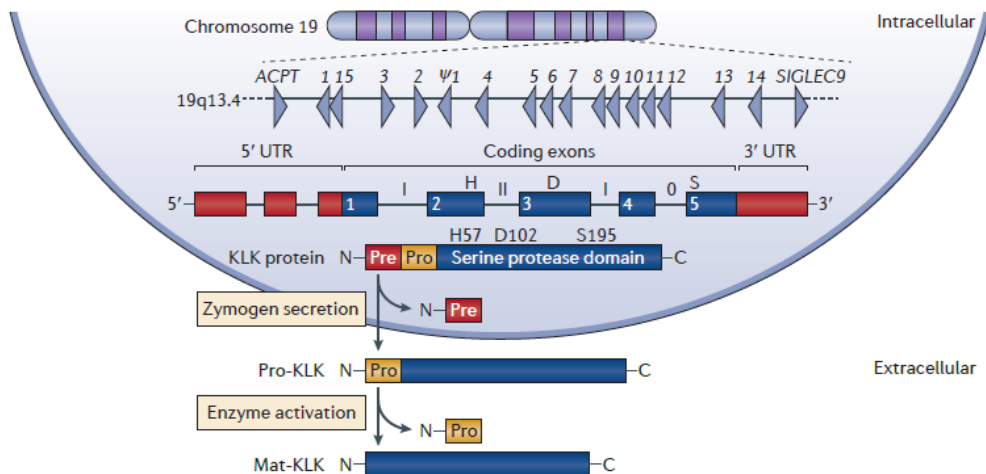 Chromosome 19
Intracellular
ACPT 1 15 3 2 Ψ1 4 5 6 7 8 9 10 11 12 13 14 SIGLEC9
19q13.4
5′ UTR Coding exons 3′ UTR
I H II D I 0 S
5′ 1 2 3 4 5 3′
H57 D102 S195
KLK protein N Pre Pro Serine protease domain C
Zymogen secretion N Pre
Pro-KLK N Pro C Extracellular
Enzyme activation N Pro
Mat-KLK N C